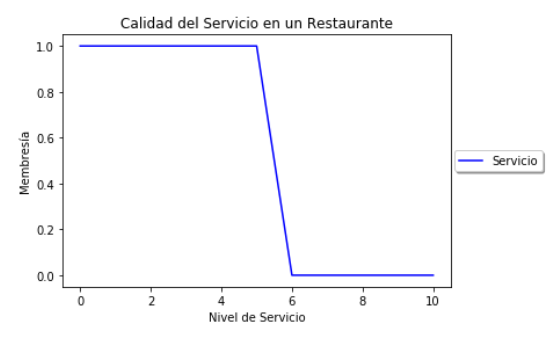 Calidad del Servicio en un Restaurante
1.0
0.8
0.6
0.4
0.2
0.0
Membresía
Servicio
0 2 4 6 8 10
Nivel de Servicio